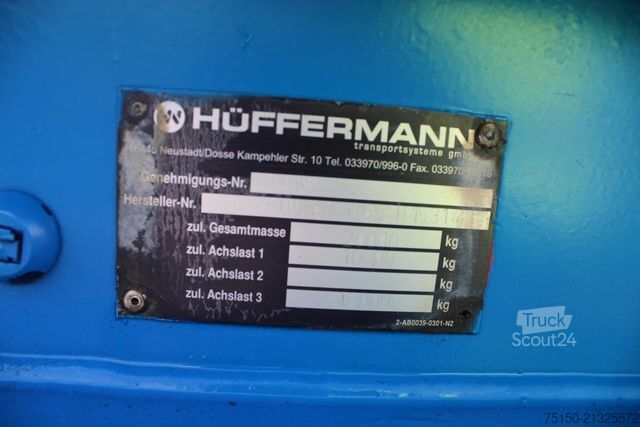 HÜFFERMANN
transportsysteme gmbh
Neustadt/Dosse Kampehler Str. 10 Tel. 033970/996-0 Fax.
Genehmigungs-Nr.
Hersteller-Nr.
zul. Gesamtmasse 20000 kg
zul. Achslast 1 10000 kg
zul. Achslast 2 kg
zul. Achslast 3 kg
2-AB0039-0301-N2
Truck
Scout24
75150-21325572